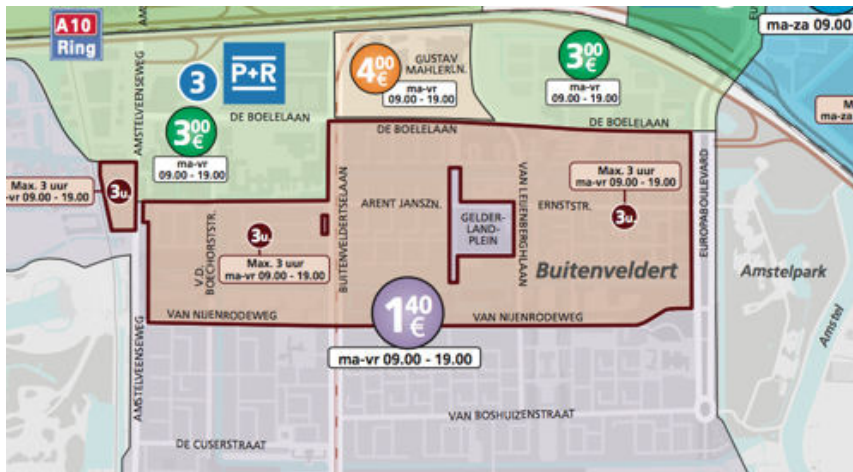 A10
Ring
AMSTELVEENSEWEG
3
P+R
3 00 €
ma-vr
09.00 - 19.00
DE BOELELAAN
4 00 €
GUSTAV
MAHLERLN.
ma-vr
09.00 - 19.00
3 00 €
ma-vr
09.00 - 19.00
ma-za 09.00
DE BOELELAAN
DE BOELELAAN
Max. 3 uur
ma-vr 09.00 - 19.00
3u.
Max. 3 uur
ma-vr 09.00 - 19.00
3u.
BUITENVELDERTSELAAN
ARENT JANSZN.
ERNSTSTR.
GELDER-
LAND-
PLEIN
VAN LEIJENBERGHLAAN
EUROPABOULEVARD
V.D.
BOECHORSTSTR.
3u.
Max. 3 uur
ma-vr 09.00 - 19.00
Buitenveldert
Amstelpark
Amstel
VAN NIJENRODEWEG
1 40 €
VAN NIJENRODEWEG
ma-vr 09.00 - 19.00
AMSTELVEENSEWEG
VAN BOSHUIZENSTRAAT
DE CUSERSTRAAT